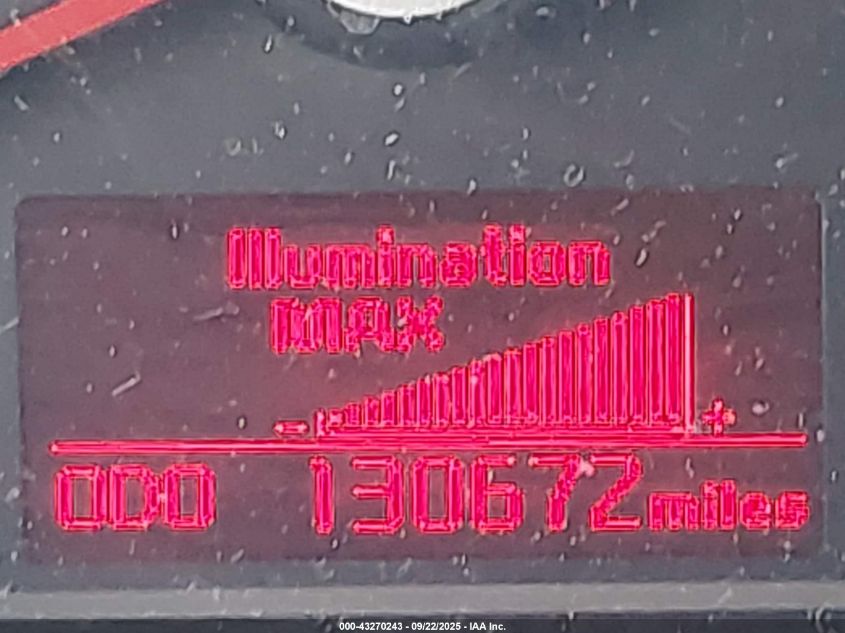 Illumination
MAX
- +
ODO 130672 miles
000-43270243 - 09/22/2025 - IAA Inc.